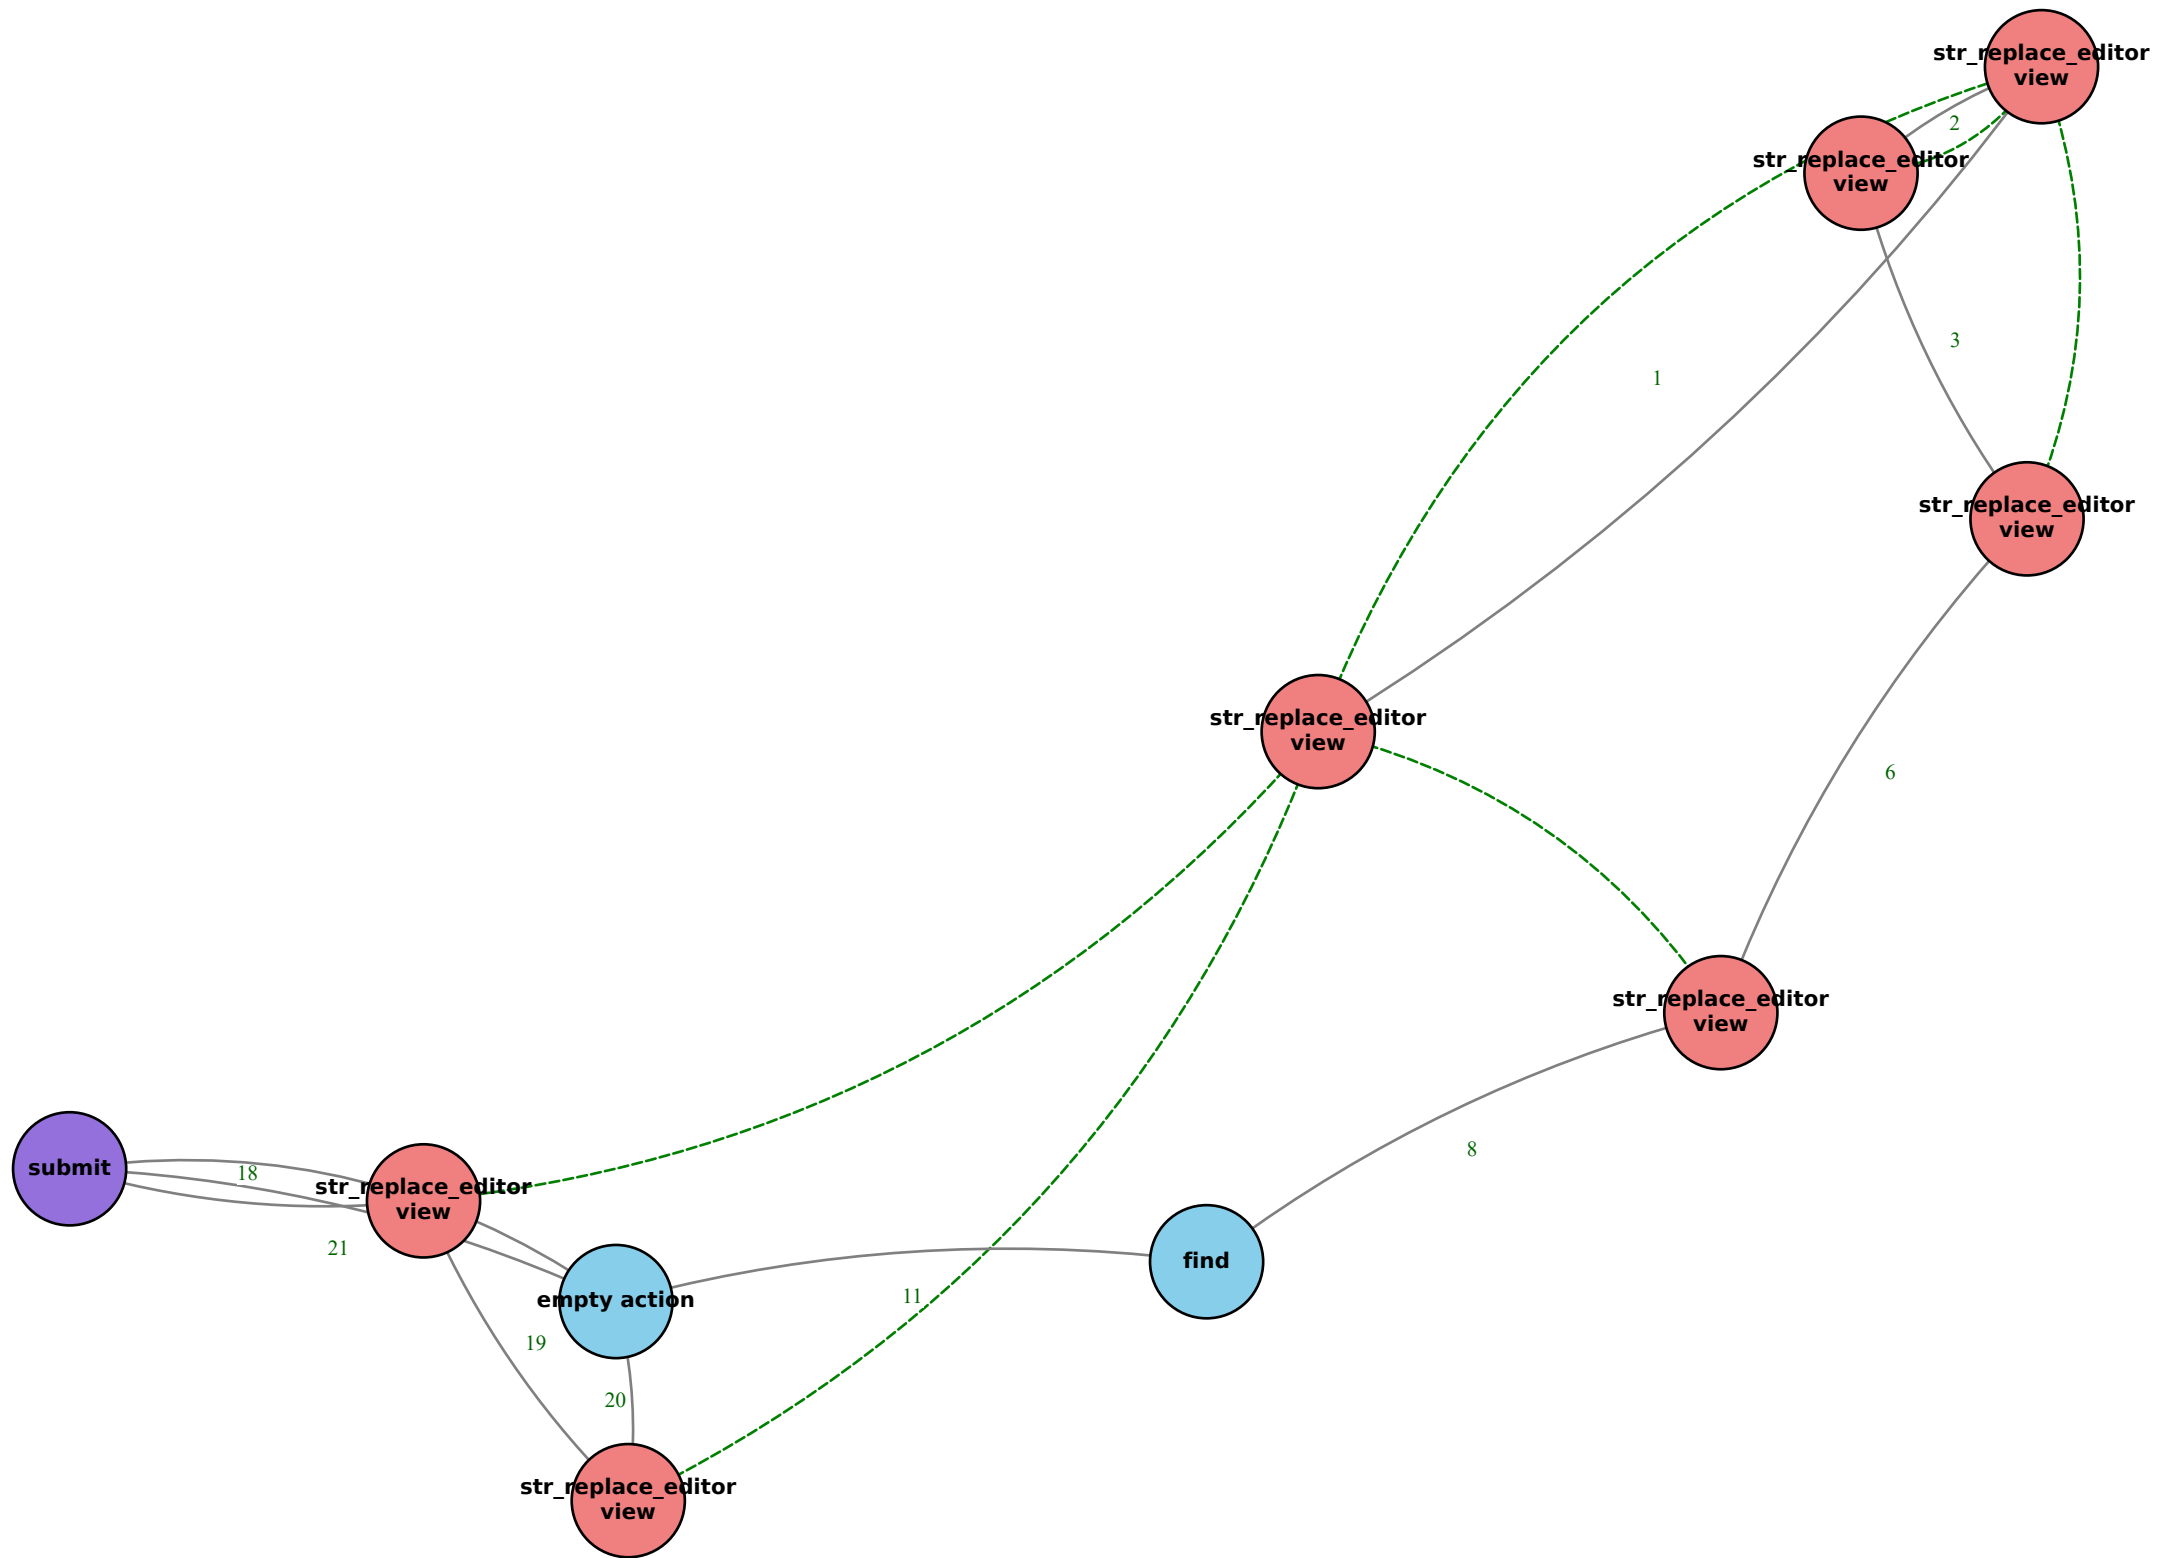 str_replace_editor
view
2
str_replace_editor
view
3
1
str_replace_editor
view
str_replace_editor
view
6
str_replace_editor
view
8
submit
18
str_replace_editor
view
21
find
empty action
11
19
20
str_replace_editor
view